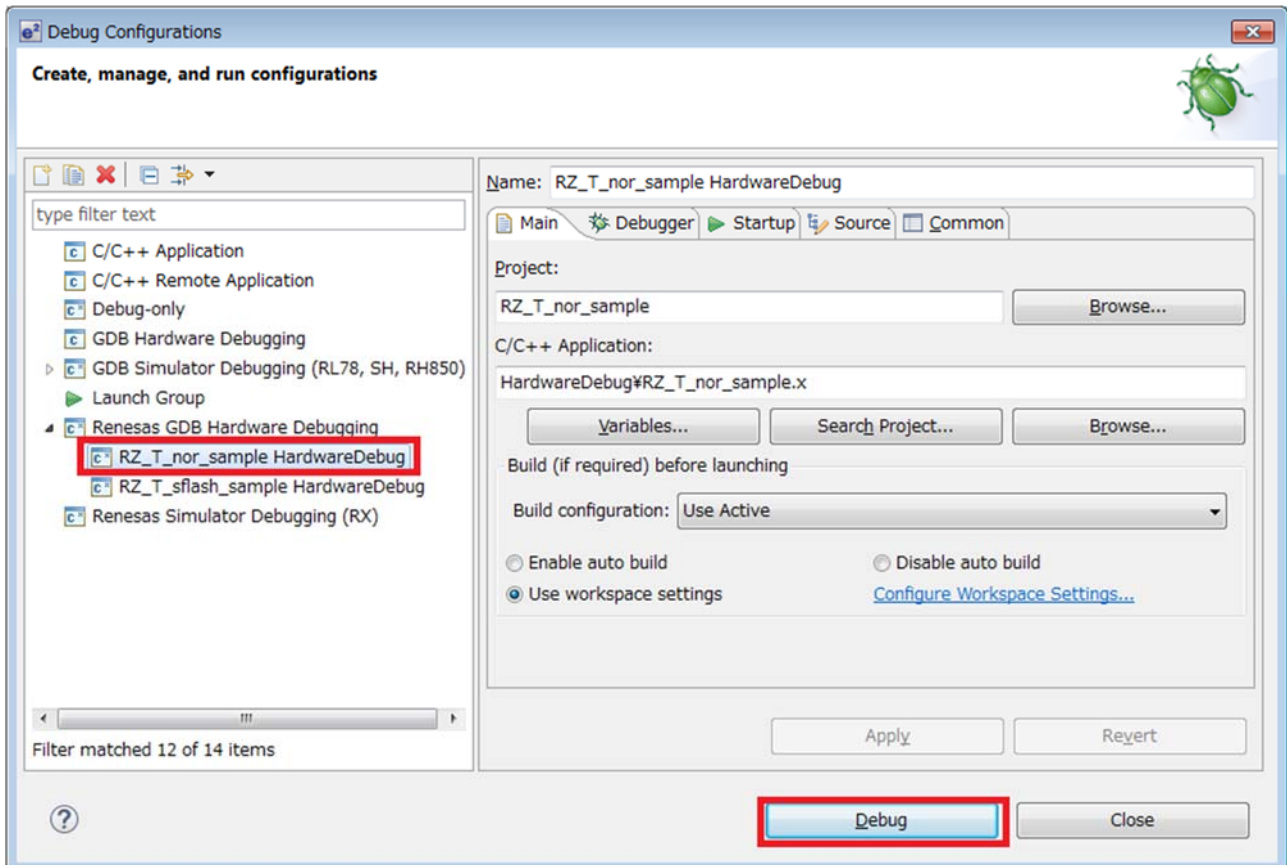 e² Debug Configurations
Create, manage, and run configurations
type filter text
C/C++ Application
C/C++ Remote Application
Debug-only
GDB Hardware Debugging
GDB Simulator Debugging (RL78, SH, RH850)
Launch Group
Renesas GDB Hardware Debugging
RZ_T_nor_sample HardwareDebug
RZ_T_sflash_sample HardwareDebug
Renesas Simulator Debugging (RX)
Filter matched 12 of 14 items
Name: RZ_T_nor_sample HardwareDebug
Main Debugger Startup Source Common
Project:
RZ_T_nor_sample Browse...
C/C++ Application:
HardwareDebug¥RZ_T_nor_sample.x
Variables... Search Project... Browse...
Build (if required) before launching
Build configuration: Use Active
Enable auto build Disable auto build
Use workspace settings Configure Workspace Settings...
Apply Revert
? Debug Close